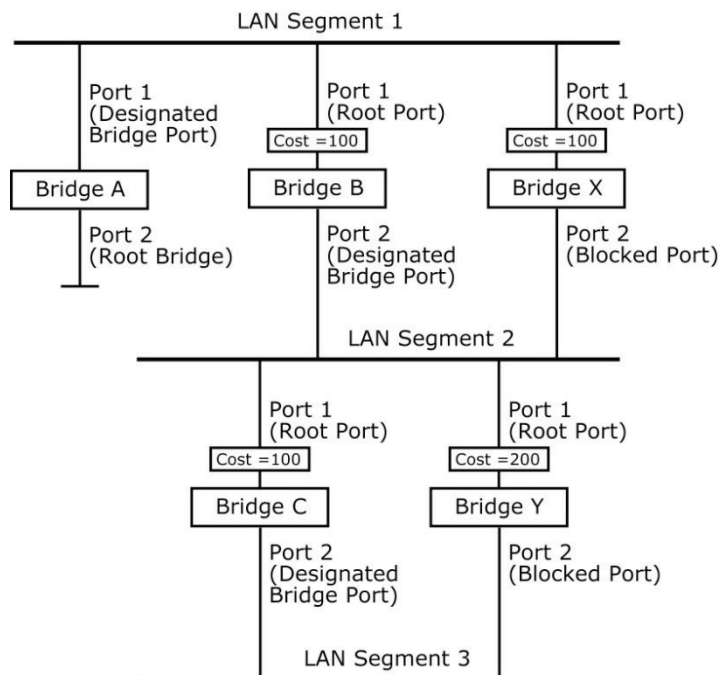 LAN Segment 1
Port 1
(Designated
Bridge Port)
Port 1
(Root Port)
Cost =100
Port 1
(Root Port)
Cost =100
Bridge A
Bridge B
Bridge X
Port 2
(Root Bridge)
Port 2
(Designated
Bridge Port)
Port 2
(Blocked Port)
LAN Segment 2
Port 1
(Root Port)
Cost =100
Port 1
(Root Port)
Cost =200
Bridge C
Bridge Y
Port 2
(Designated
Bridge Port)
Port 2
(Blocked Port)
LAN Segment 3